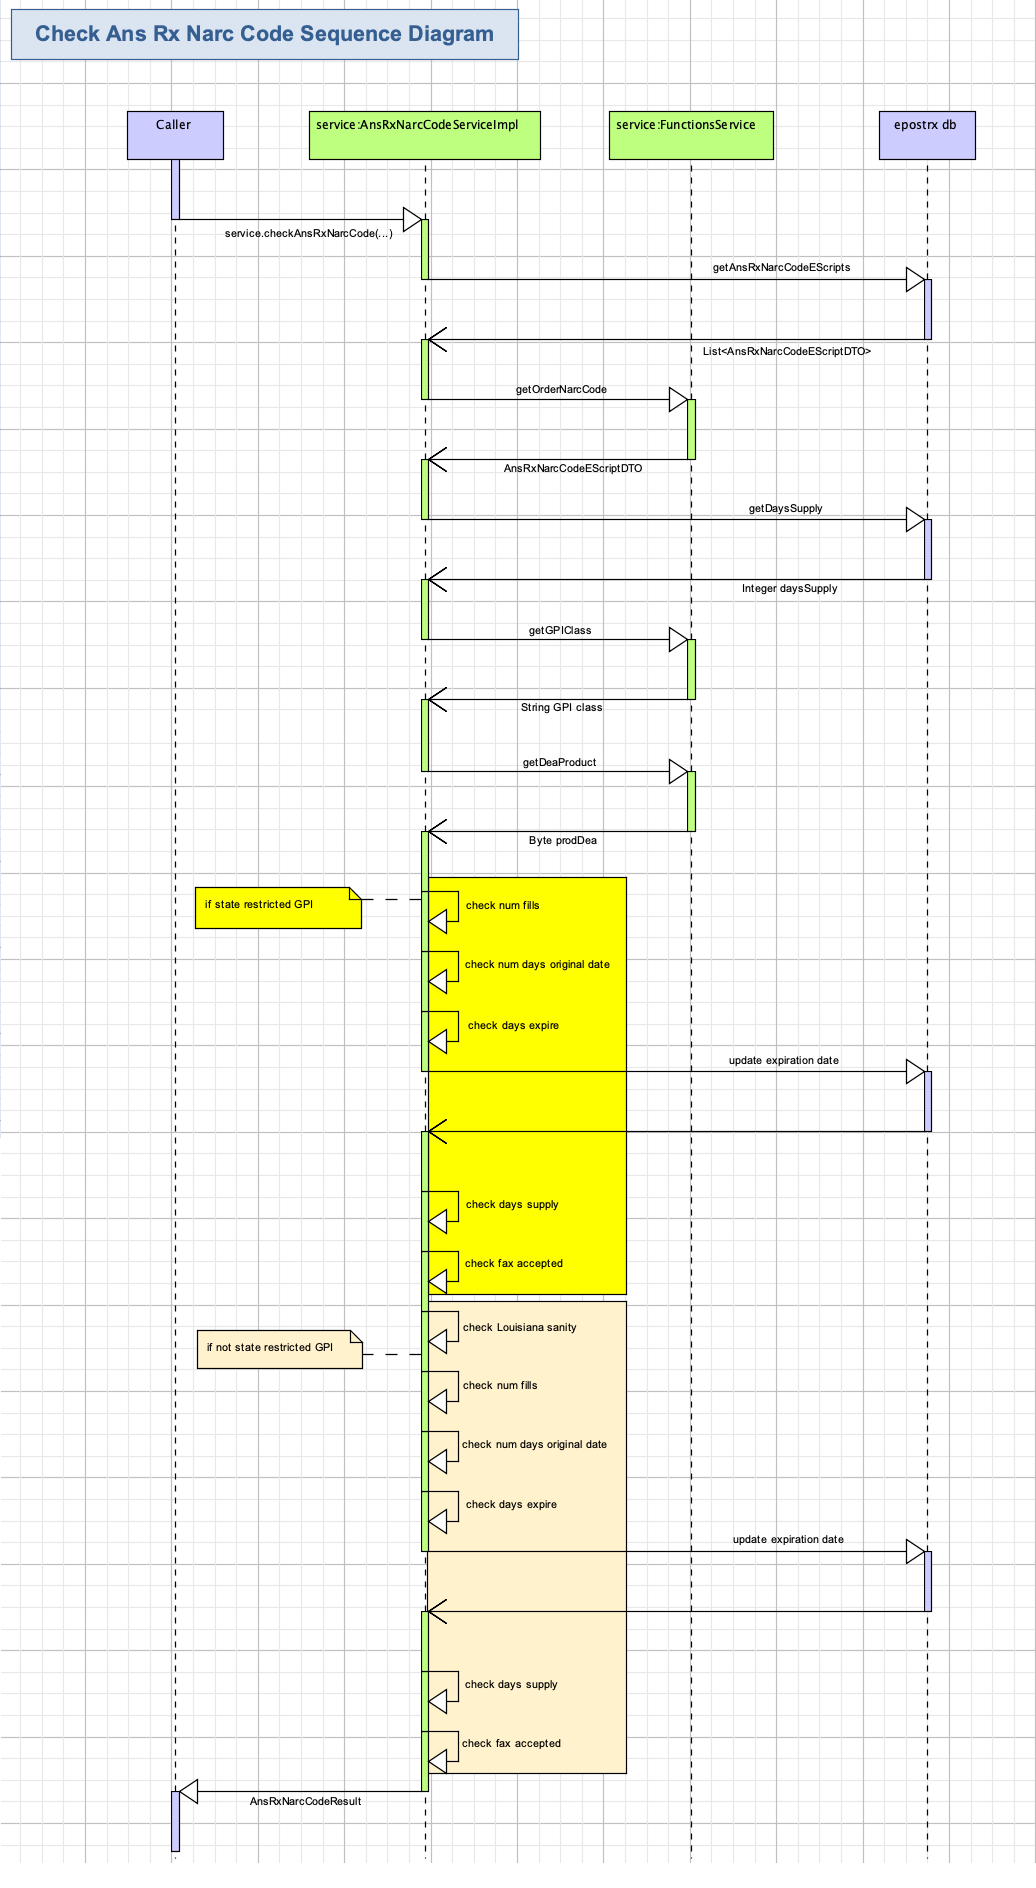 Check Ans Rx Narc Code Sequence Diagram
Caller
service:AnsRxNarcCodeServiceImpl
service:FunctionsService
epostrx db
service.checkAnsRxNarcCode(...)
getAnsRxNarcCodeEScripts
List<AnsRxNarcCodeEScriptDTO>
getOrderNarcCode
AnsRxNarcCodeEScriptDTO
getDaysSupply
Integer daysSupply
getGPIClass
String GPI class
getDeaProduct
Byte prodDea
if state restricted GPI
check num fills
check num days original date
check days expire
update expiration date
check days supply
check fax accepted
check Louisiana sanity
if not state restricted GPI
check num fills
check num days original date
check days expire
update expiration date
check days supply
check fax accepted
AnsRxNarcCodeResult